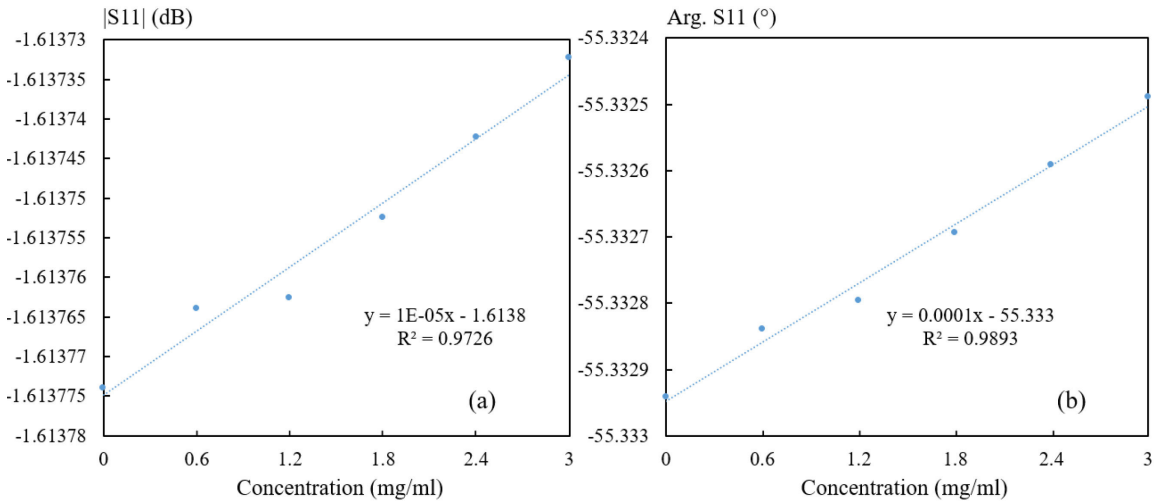 |S11| (dB)
-1.61373
-1.613735
-1.61374
-1.613745
-1.61375
-1.613755
-1.61376
-1.613765
-1.61377
-1.613775
-1.61378
y = 1E-05x - 1.6138
R² = 0.9726
(a)
0 0.6 1.2 1.8 2.4 3
Concentration (mg/ml)
Arg. S11 (°)
-55.3324
-55.3325
-55.3326
-55.3327
-55.3328
-55.3329
-55.333
y = 0.0001x - 55.333
R² = 0.9893
(b)
0 0.6 1.2 1.8 2.4 3
Concentration (mg/ml)